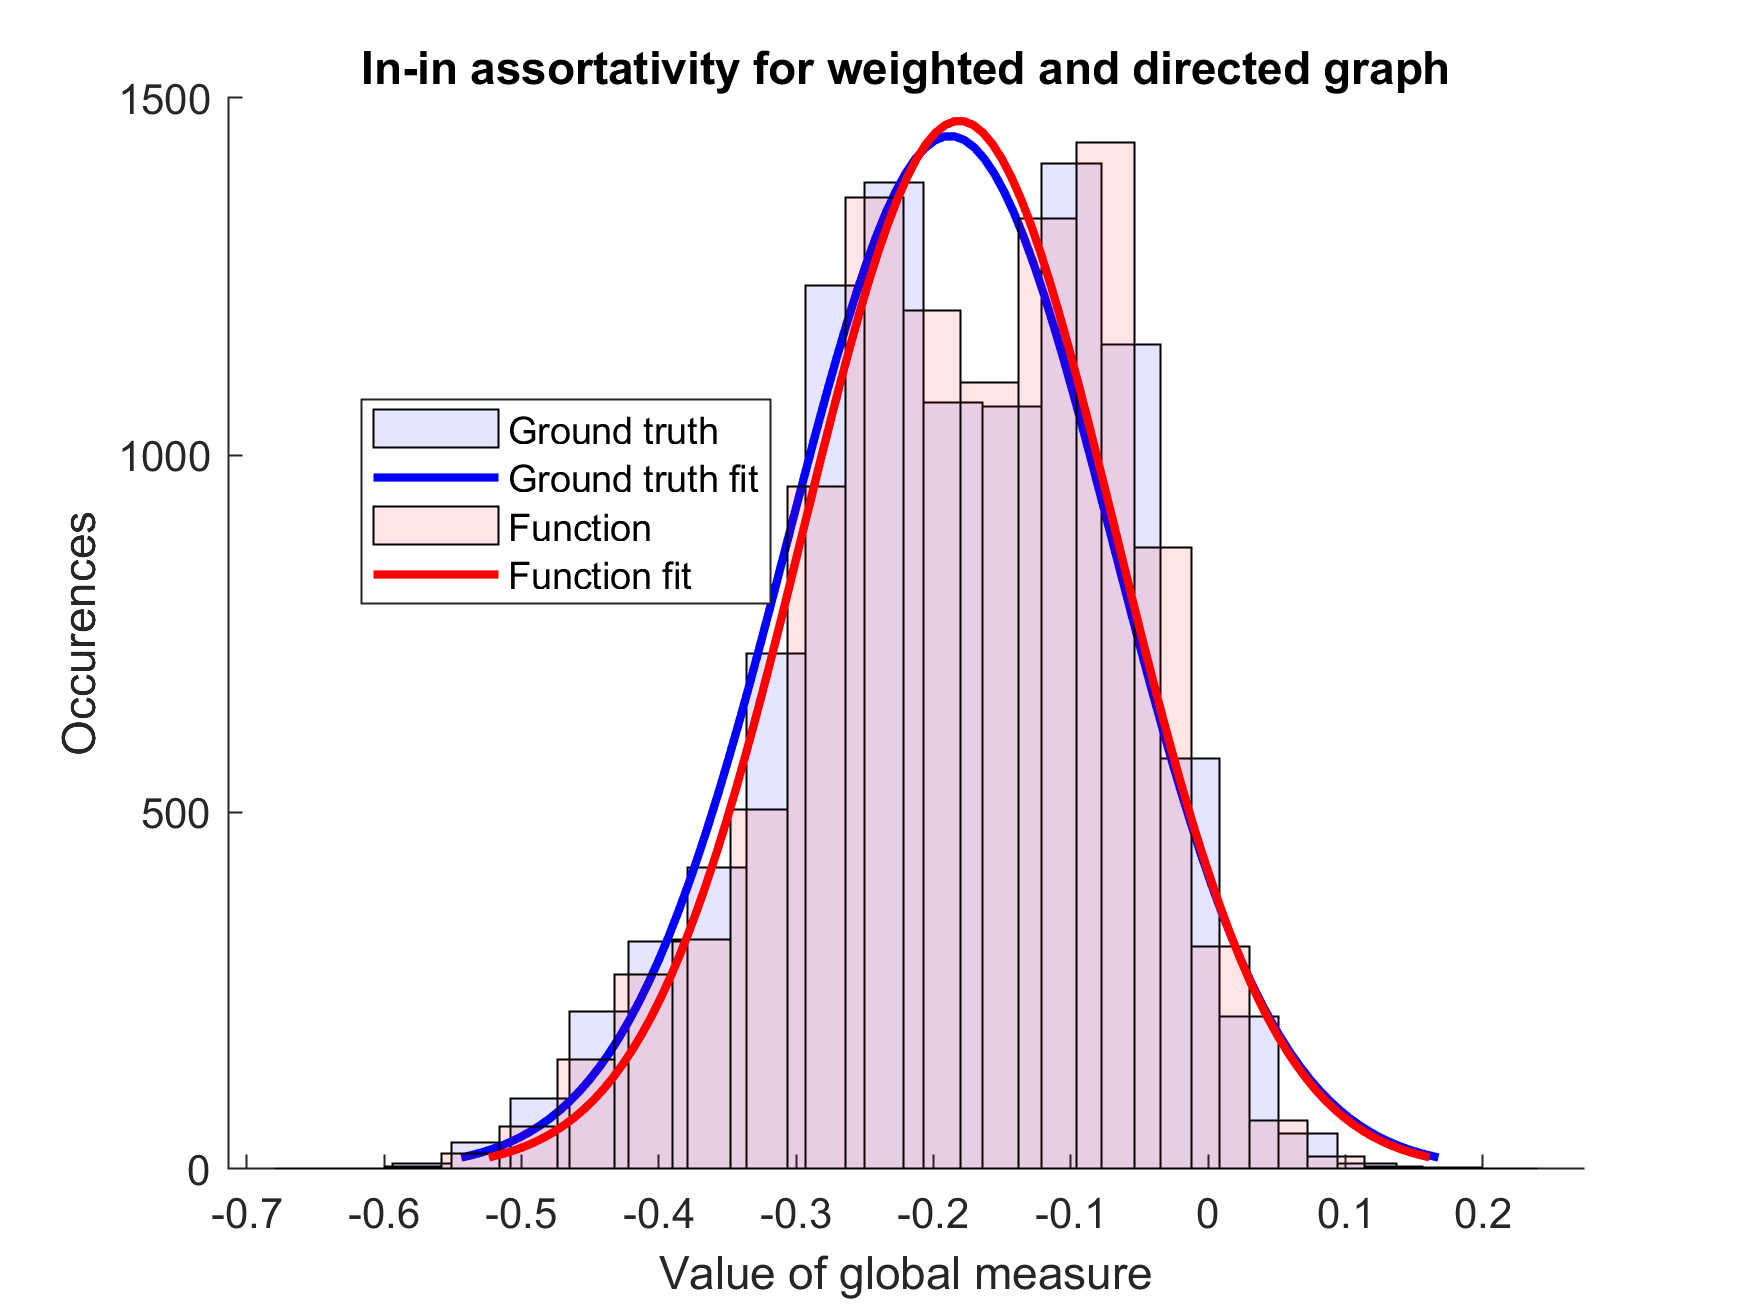 In-in assortativity for weighted and directed graph
1500
1000
500
0
Occurences
Ground truth
Ground truth fit
Function
Function fit
-0.7 -0.6 -0.5 -0.4 -0.3 -0.2 -0.1 0 0.1 0.2
Value of global measure